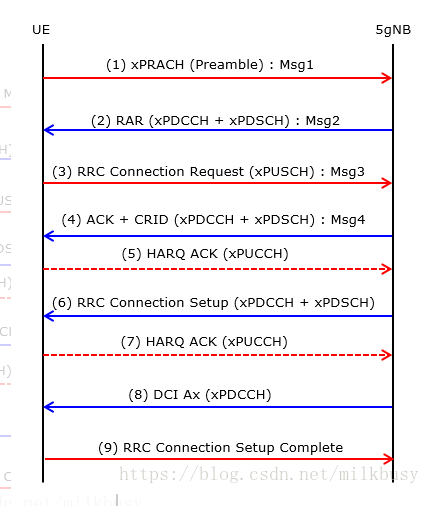 UE 5gNB
(1) xPRACH (Preamble) : Msg1
(2) RAR (xPDCCH + xPDSCH) : Msg2
(3) RRC Connection Request (xPUSCH) : Msg3
(4) ACK + CRID (xPDCCH + xPDSCH) : Msg4
(5) HARQ ACK (xPUCCH)
(6) RRC Connection Setup (xPDCCH + xPDSCH)
(7) HARQ ACK (xPUCCH)
(8) DCI Ax (xPDCCH)
(9) RRC Connection Setup Complete
https://blog.csdn.net/milkbusy